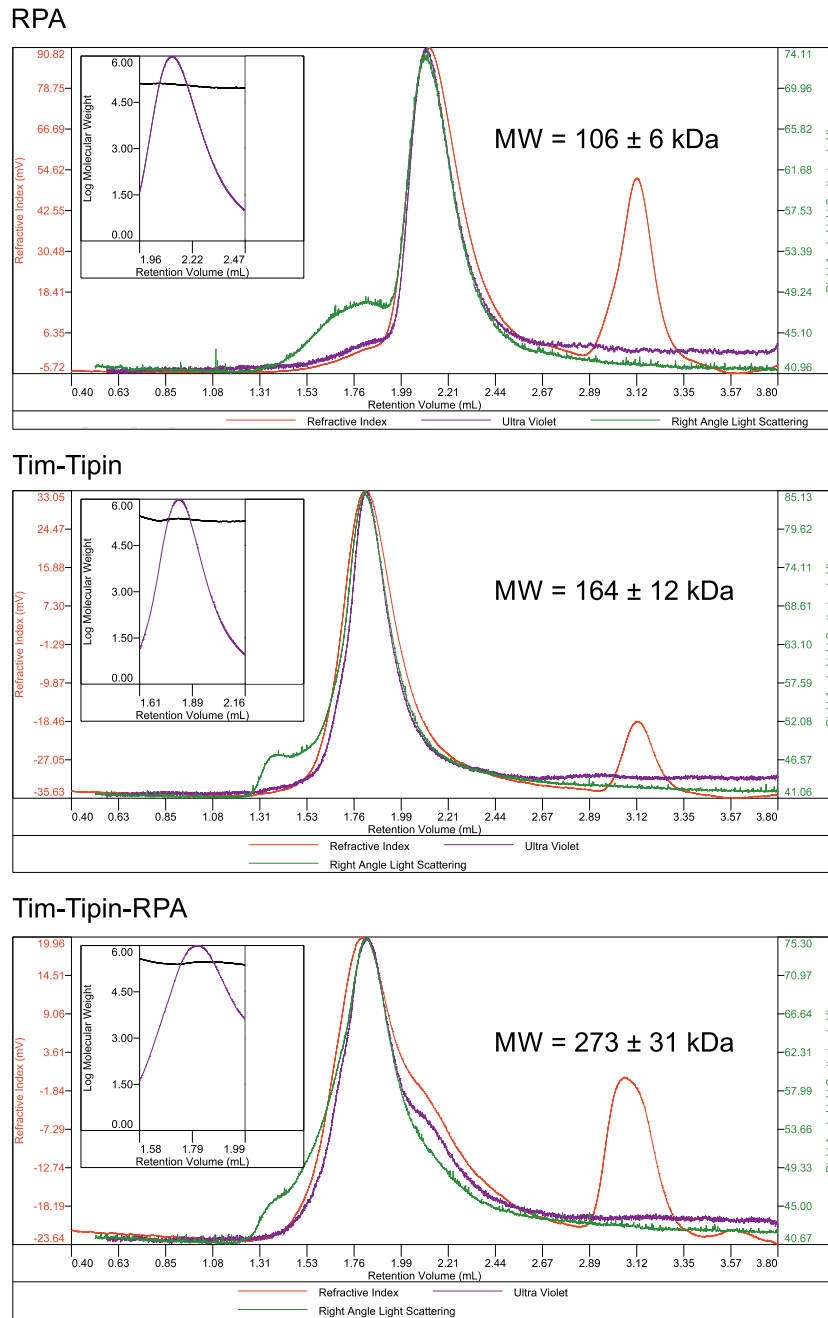 RPA
90.82
78.75
66.69
54.62
42.55
30.48
18.41
6.35
-5.72
Refractive Index (mV)
6.00
4.50
3.00
1.50
0.00
Log Molecular Weight
1.96 2.22 2.47
Retention Volume (mL)
MW = 106 ± 6 kDa
74.11
69.96
65.82
61.68
57.53
53.39
49.24
45.10
40.96
0.40 0.63 0.85 1.08 1.31 1.53 1.76 1.99 2.21 2.44 2.67 2.89 3.12 3.35 3.57 3.80
Retention Volume (mL)
Refractive Index Ultra Violet Right Angle Light Scattering
Tim-Tipin
33.05
24.47
15.88
7.30
-1.29
-9.87
-18.46
-27.05
-35.63
Refractive Index (mV)
6.00
4.50
3.00
1.50
0.00
Log Molecular Weight
1.61 1.89 2.16
Retention Volume (mL)
MW = 164 ± 12 kDa
85.13
79.62
74.11
68.61
63.10
57.59
52.08
46.57
41.06
0.40 0.63 0.85 1.08 1.31 1.53 1.76 1.99 2.21 2.44 2.67 2.89 3.12 3.35 3.57 3.80
Retention Volume (mL)
Refractive Index Ultra Violet
Right Angle Light Scattering
Tim-Tipin-RPA
19.96
14.51
9.06
3.61
-1.84
-7.29
-12.74
-18.19
-23.64
Refractive Index (mV)
6.00
4.50
3.00
1.50
0.00
Log Molecular Weight
1.58 1.79 1.99
Retention Volume (mL)
MW = 273 ± 31 kDa
75.30
70.97
66.64
62.31
57.99
53.66
49.33
45.00
40.67
0.40 0.63 0.85 1.08 1.31 1.53 1.76 1.99 2.21 2.44 2.67 2.89 3.12 3.35 3.57 3.80
Retention Volume (mL)
Refractive Index Ultra Violet
Right Angle Light Scattering